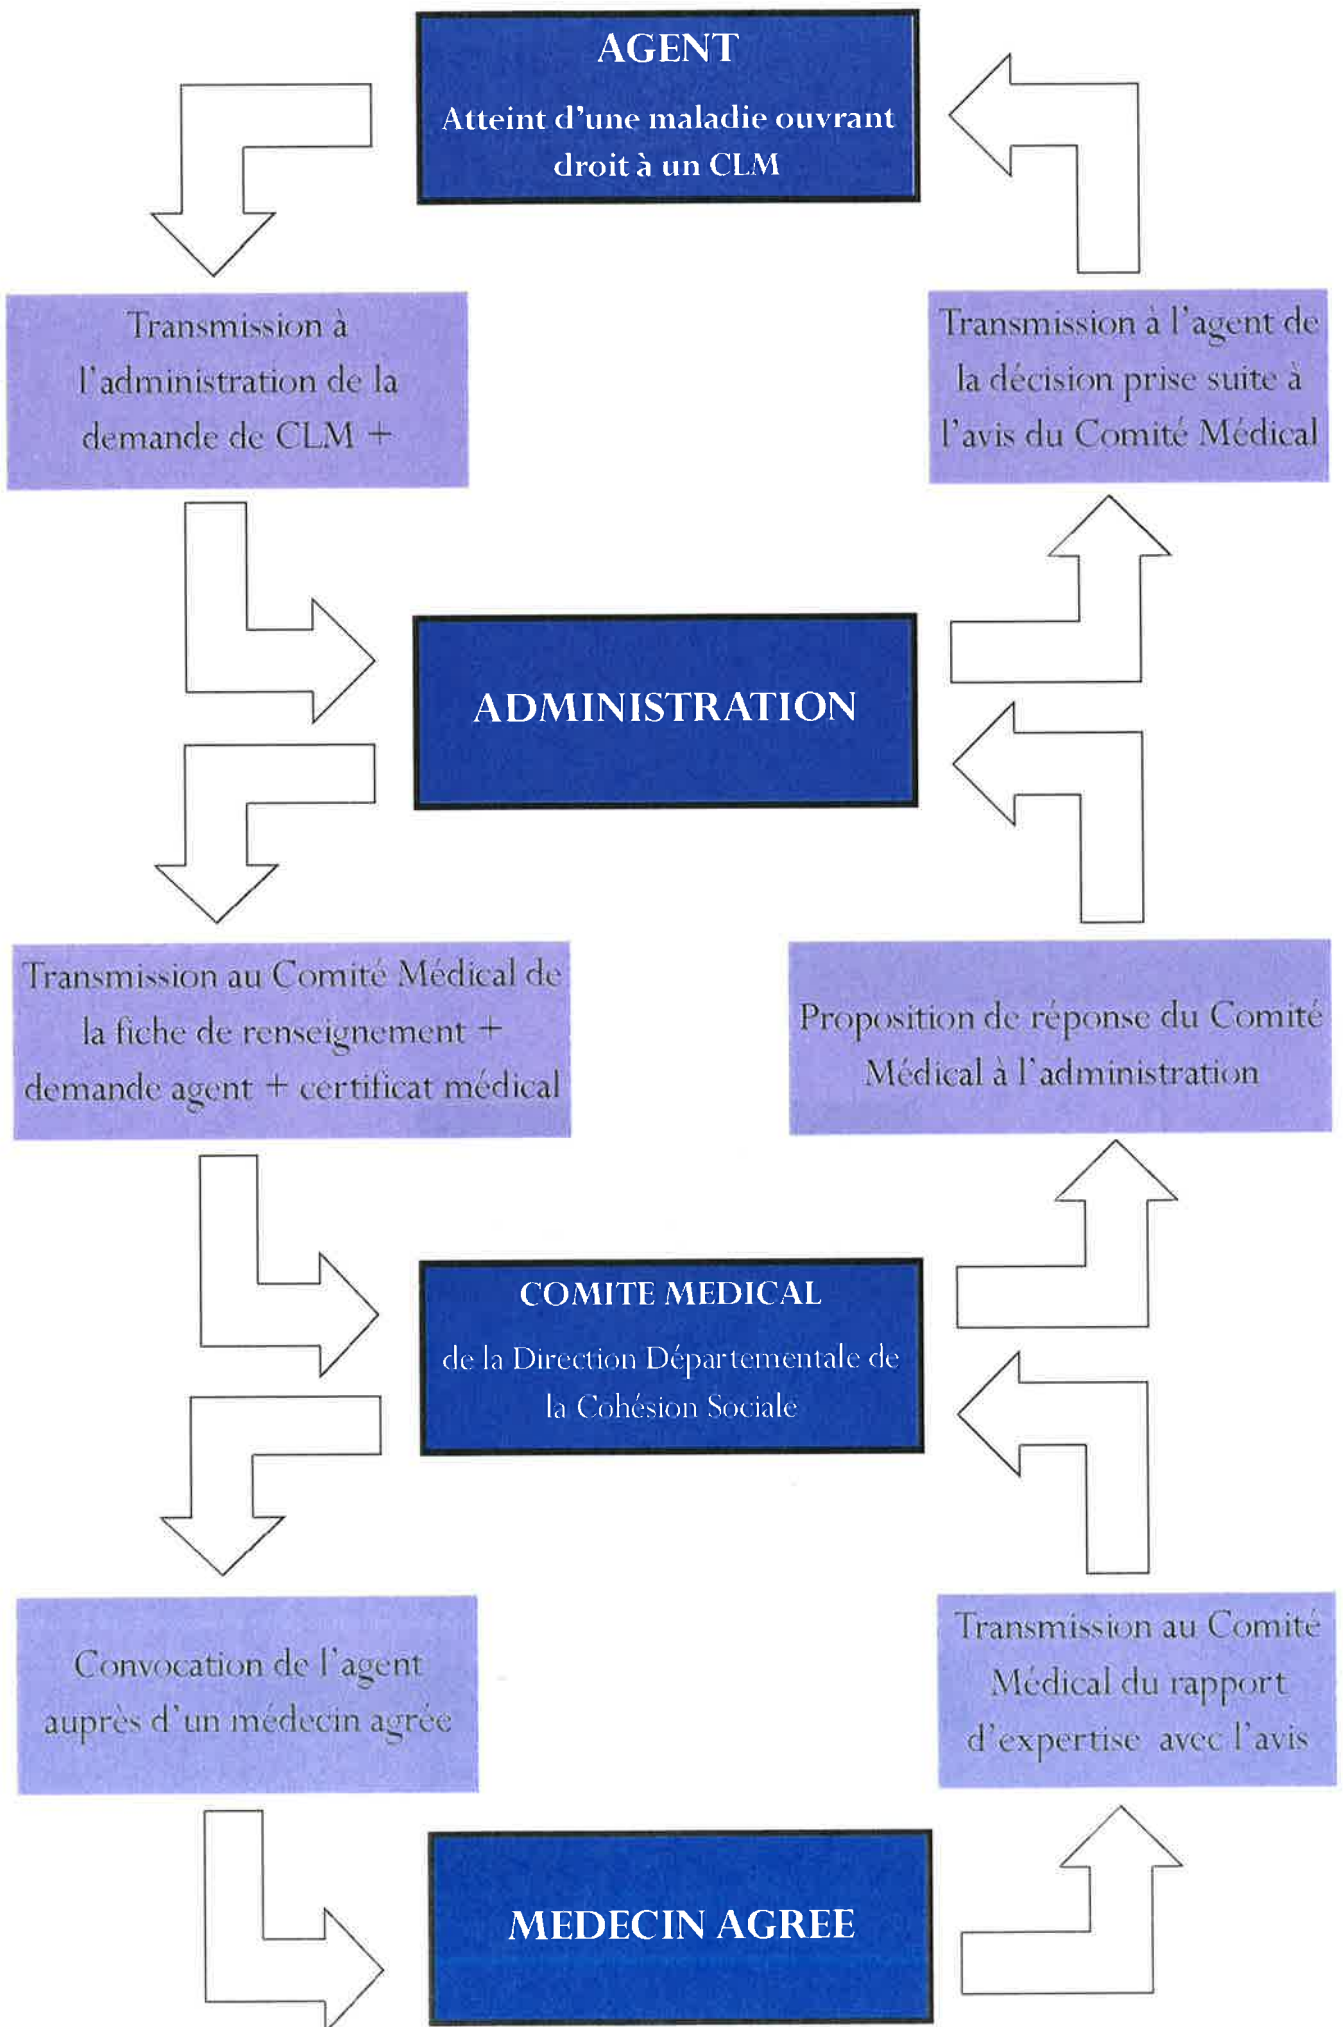 AGENT
Atteint d'une maladie ouvrant
droit à un CLM
Transmission à
l'administration de la
demande de CLM +
Transmission à l'agent de
la décision prise suite à
l'avis du Comité Médical
ADMINISTRATION
Transmission au Comité Médical de
la fiche de renseignement +
demande agent + certificat médical
Proposition de réponse du Comité
Médical à l'administration
COMITE MEDICAL
de la Direction Départementale de
la Cohésion Sociale
Convocation de l'agent
auprès d'un médecin agrée
Transmission au Comité
Médical du rapport
d'expertise avec l'avis
MEDECIN AGREE